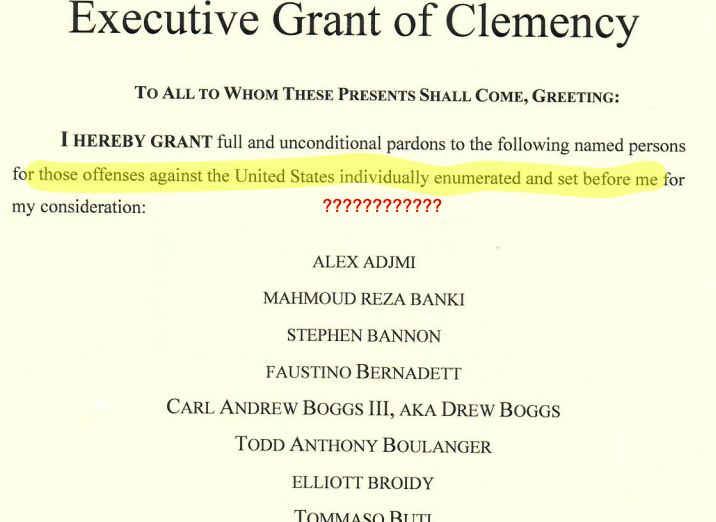 Executive Grant of Clemency
TO ALL TO WHOM THESE PRESENTS SHALL COME, GREETING:
I HEREBY GRANT full and unconditional pardons to the following named persons
for those offenses against the United States individually enumerated and set before me for
my consideration:
????????????
ALEX ADJMI
MAHMOUD REZA BANKI
STEPHEN BANNON
FAUSTINO BERNADETT
CARL ANDREW BOGGS III, AKA DREW BOGGS
TODD ANTHONY BOULANGER
ELLIOTT BROIDY
TOMMASO BUTI